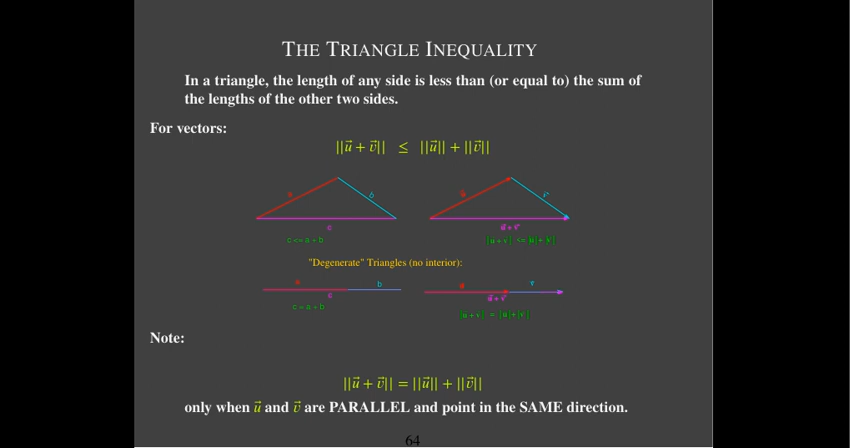 THE TRIANGLE INEQUALITY
In a triangle, the length of any side is less than (or equal to) the sum of
the lengths of the other two sides.
For vectors:
||u⃗ + v⃗|| ≤ ||u⃗|| + ||v⃗||
a b
c
c <= a + b
u⃗ v⃗
u⃗ + v⃗
|u + v| <= |u| + |v|
"Degenerate" Triangles (no interior):
a b
c
c = a + b
u⃗ v⃗
u⃗ + v⃗
|u + v| = |u| + |v|
Note:
||u⃗ + v⃗|| = ||u⃗|| + ||v⃗||
only when u⃗ and v⃗ are PARALLEL and point in the SAME direction.
64